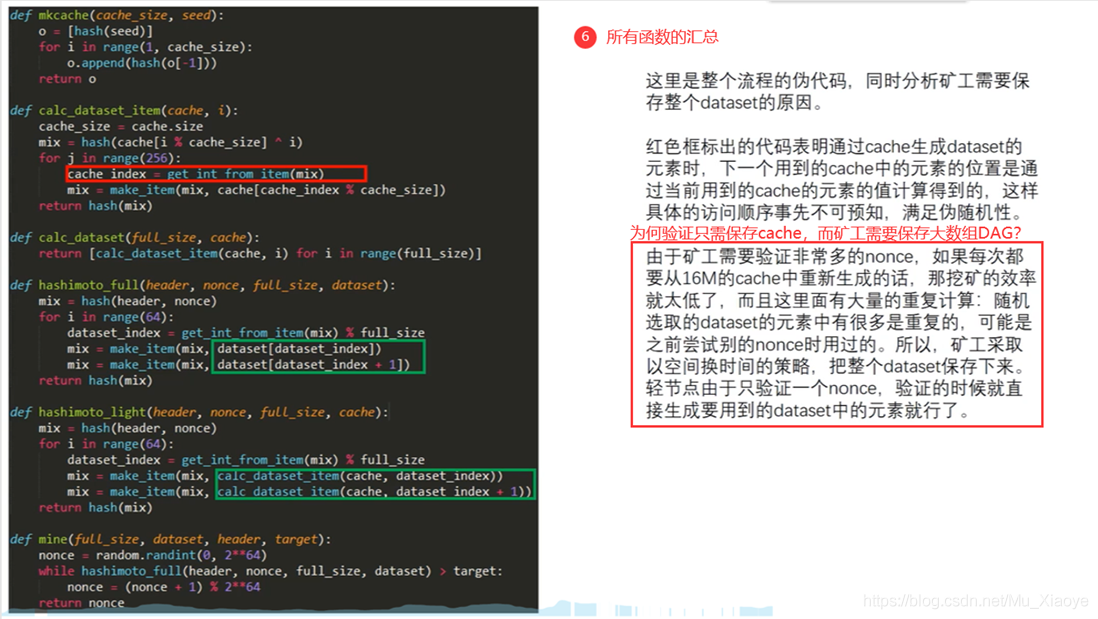 def mkcache(cache_size, seed):
    o = [hash(seed)]
    for i in range(1, cache_size):
        o.append(hash(o[-1]))
    return o
def calc_dataset_item(cache, i):
    cache_size = cache.size
    mix = hash(cache[i % cache_size] ^ i)
    for j in range(256):
        cache_index = get_int_from_item(mix)
        mix = make_item(mix, cache[cache_index % cache_size])
    return hash(mix)
def calc_dataset(full_size, cache):
    return [calc_dataset_item(cache, i) for i in range(full_size)]
def hashimoto_full(header, nonce, full_size, dataset):
    mix = hash(header, nonce)
    for i in range(64):
        dataset_index = get_int_from_item(mix) % full_size
        mix = make_item(mix, dataset[dataset_index])
        mix = make_item(mix, dataset[dataset_index + 1])
    return hash(mix)
def hashimoto_light(header, nonce, full_size, cache):
    mix = hash(header, nonce)
    for i in range(64):
        dataset_index = get_int_from_item(mix) % full_size
        mix = make_item(mix, calc_dataset_item(cache, dataset_index))
        mix = make_item(mix, calc_dataset_item(cache, dataset_index + 1))
    return hash(mix)
def mine(full_size, dataset, header, target):
    nonce = random.randint(0, 2**64)
    while hashimoto_full(header, nonce, full_size, dataset) > target:
        nonce = (nonce + 1) % 2**64
    return nonce
6 所有函数的汇总
这里是整个流程的伪代码，同时分析矿工需要保
存整个dataset的原因。
红色框标出的代码表明通过cache生成dataset的
元素时，下一个用到的cache中的元素的位置是通
过当前用到的cache的元素的值计算得到的，这样
具体的访问顺序事先不可预知，满足伪随机性。
为何验证只需保存cache，而矿工需要保存大数组DAG？
由于矿工需要验证非常多的nonce，如果每次都
要从16M的cache中重新生成的话，那挖矿的效率
就太低了，而且这里面有大量的重复计算：随机
选取的dataset的元素中有很多是重复的，可能是
之前尝试别的nonce时用过的。所以，矿工采取
以空间换时间的策略，把整个dataset保存下来。
轻节点由于只验证一个nonce，验证的时候就直
接生成要用到的dataset中的元素就行了。
https://blog.csdn.net/Mu_Xiaoye